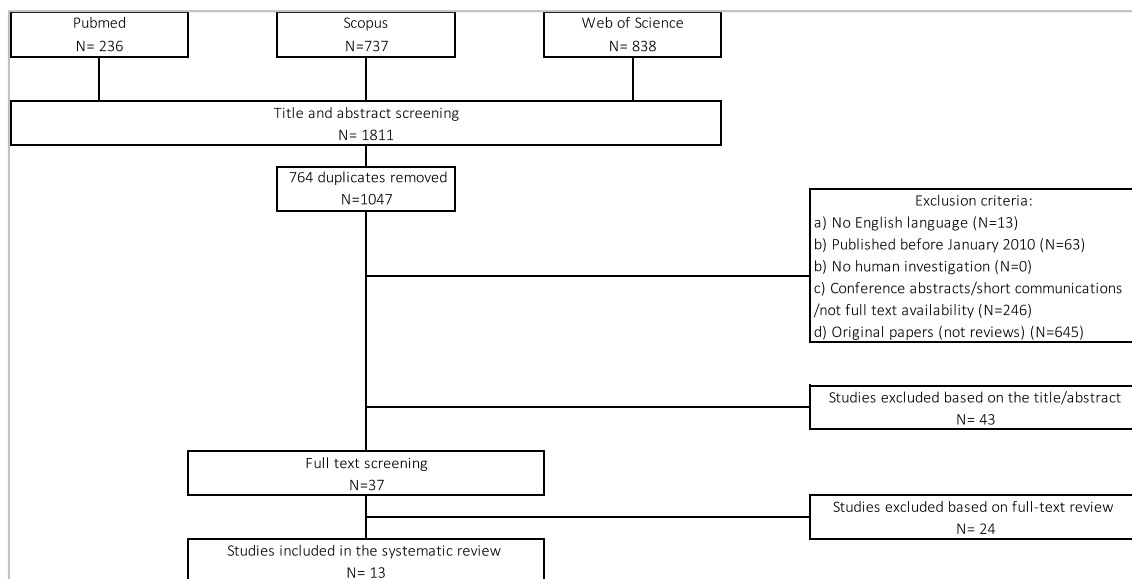 Pubmed
N= 236
Scopus
N=737
Web of Science
N= 838
Title and abstract screening
N= 1811
764 duplicates removed
N=1047
Exclusion criteria:
a) No English language (N=13)
b) Published before January 2010 (N=63)
b) No human investigation (N=0)
c) Conference abstracts/short communications
/not full text availability (N=246)
d) Original papers (not reviews) (N=645)
Studies excluded based on the title/abstract
N= 43
Full text screening
N=37
Studies excluded based on full-text review
N= 24
Studies included in the systematic review
N= 13